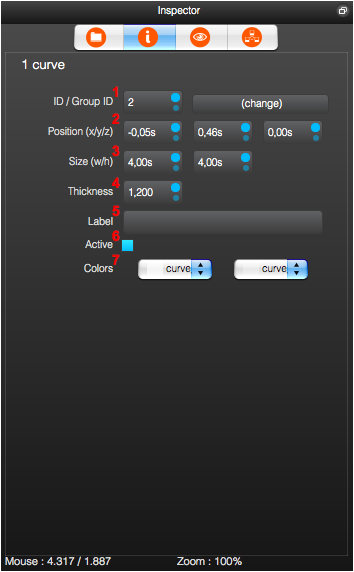 Inspector
1 curve
1
ID / Group ID 2 (change)
2
Position (x/y/z) -0,05s 0,46s 0,00s
3
Size (w/h) 4,00s 4,00s
4
Thickness 1,200
5
Label
6
Active
7
Colors curve curve
Mouse : 4.317 / 1.887 Zoom : 100%